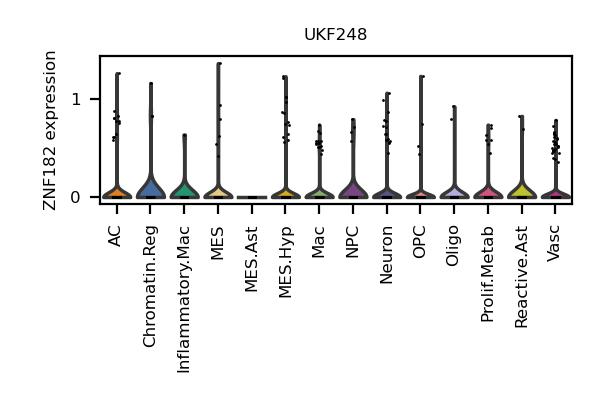 UKF248
ZNF182 expression
1
0
AC
Chromatin.Reg
Inflammatory.Mac
MES
MES.Ast
MES.Hyp
Mac
NPC
Neuron
OPC
Oligo
Prolif.Metab
Reactive.Ast
Vasc